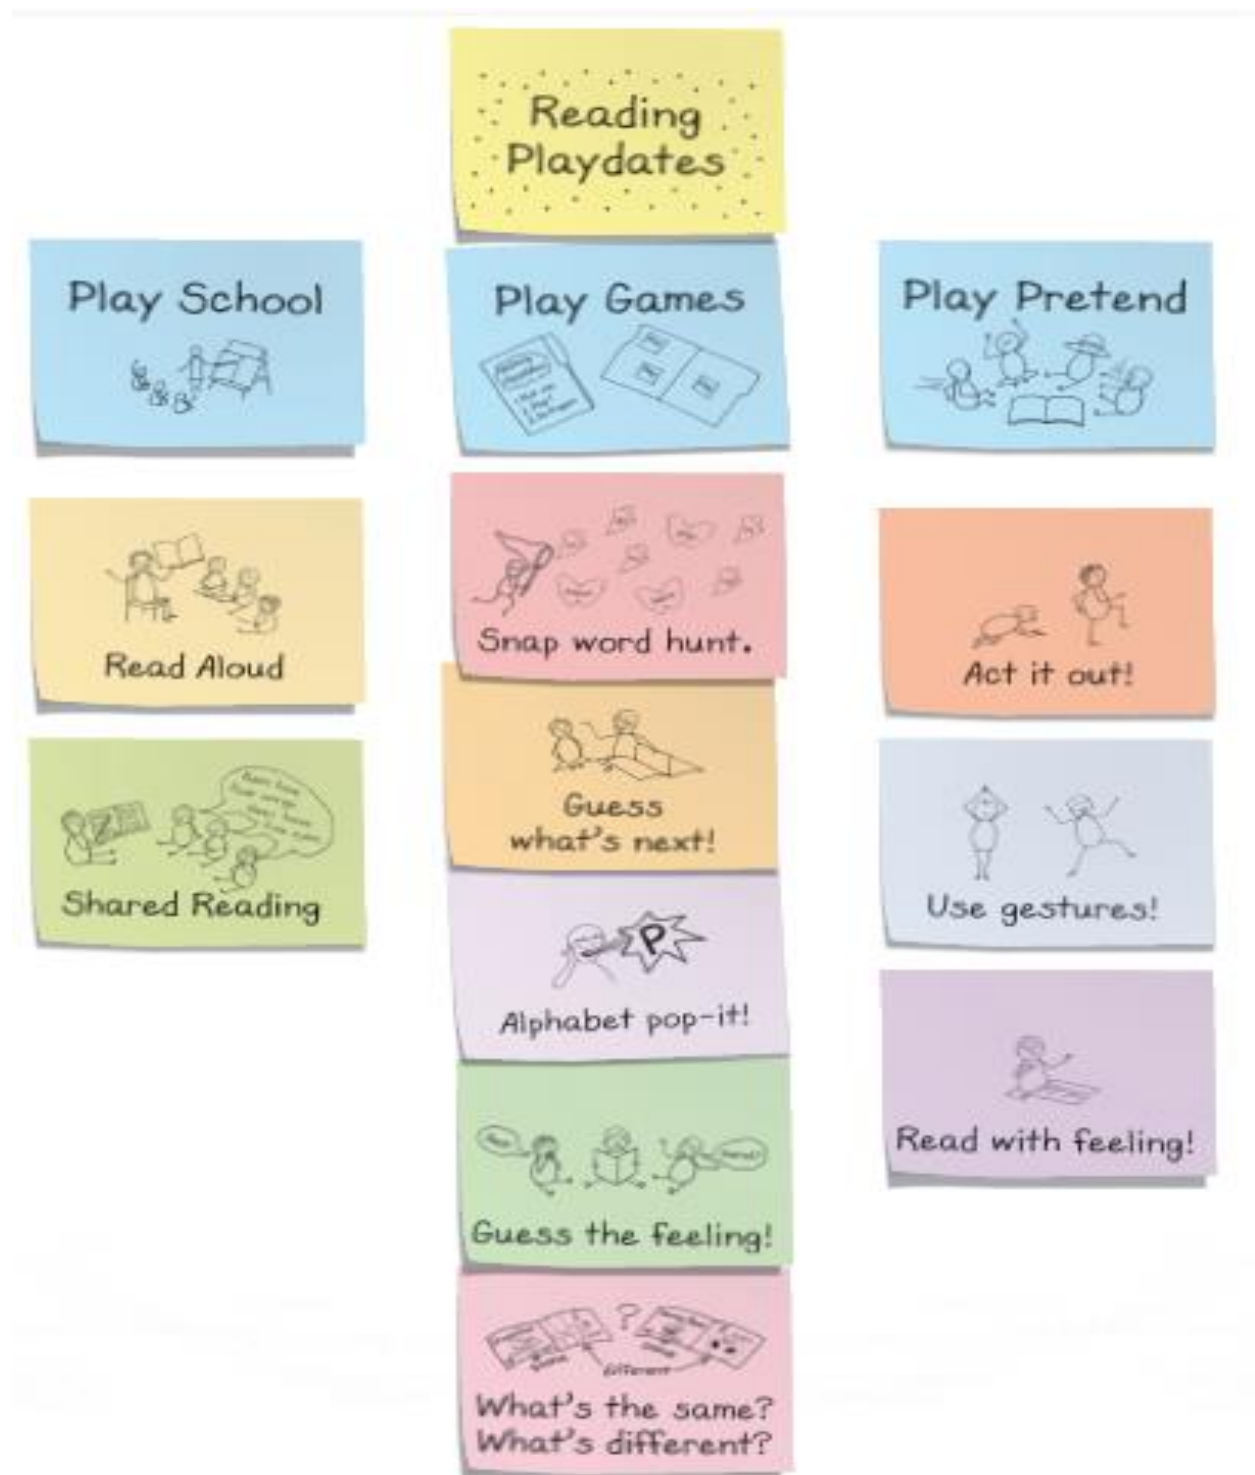 Reading
Playdates
Play School
Read Aloud
Shared Reading
Play Games
Snap word hunt.
Guess
what's next!
P
Alphabet pop-it!
Guess the feeling!
?
different
What's the same?
What's different?
Play Pretend
Act it out!
Use gestures!
Read with feeling!